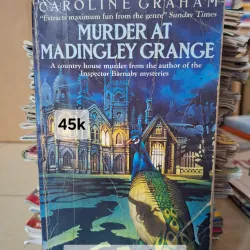 CAROLINE GRAHAM
"Extracts maximum fun from the genre" Sunday Times
MURDER AT
MADINGLEY GRANGE
A country house murder from the author of the
Inspector Barnaby mysteries
45k